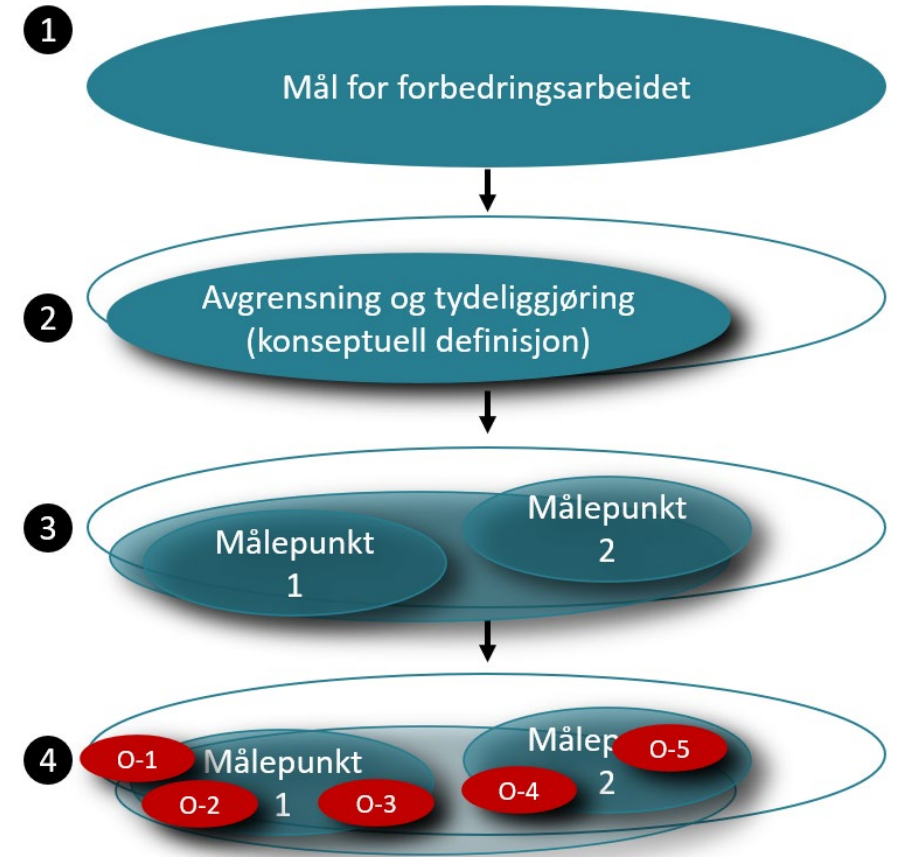 1
Mål for forbedringsarbeidet
2
Avgrensning og tydeliggjøring
(konseptuell definisjon)
3
Målepunkt
1
Målepunkt
2
4
O-1
Målepunkt
1
O-2
O-3
Målep
2
O-4
O-5